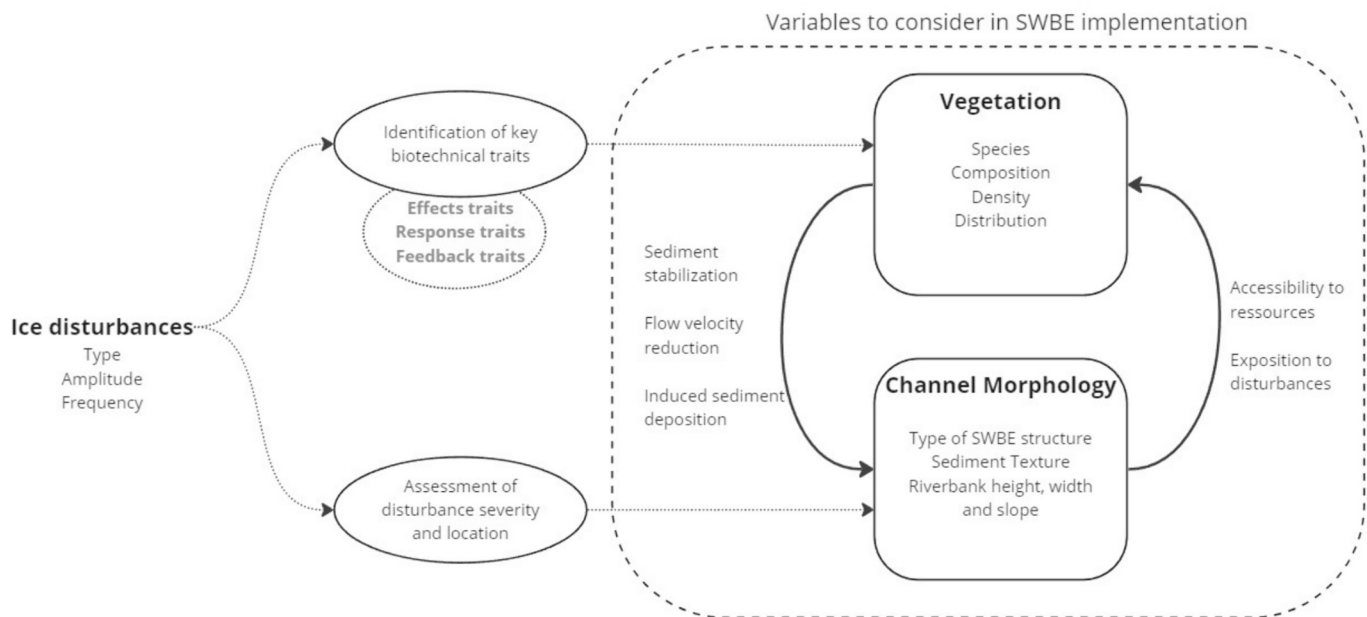 Variables to consider in SWBE implementation
Identification of key
biotechnical traits
Effects traits
Response traits
Feedback traits
Ice disturbances
Type
Amplitude
Frequency
Assessment of
disturbance severity
and location
Vegetation
Species
Composition
Density
Distribution
Sediment
stabilization
Flow velocity
reduction
Induced sediment
deposition
Accessibility to
ressources
Exposition to
disturbances
Channel Morphology
Type of SWBE structure
Sediment Texture
Riverbank height, width
and slope